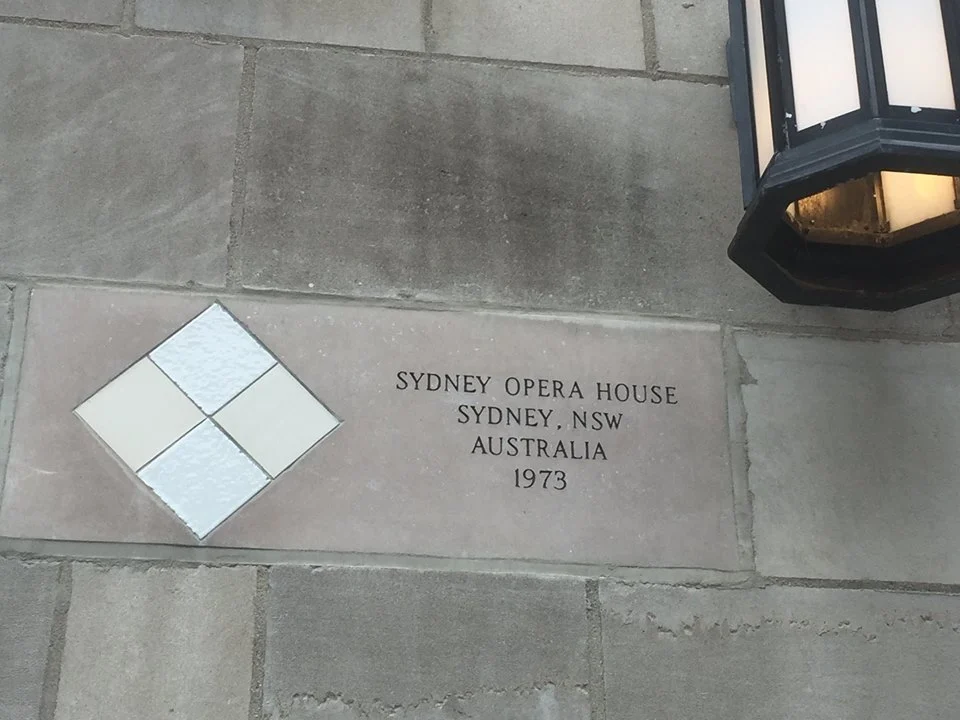 SYDNEY OPERA HOUSE
SYDNEY, NSW
AUSTRALIA
1973